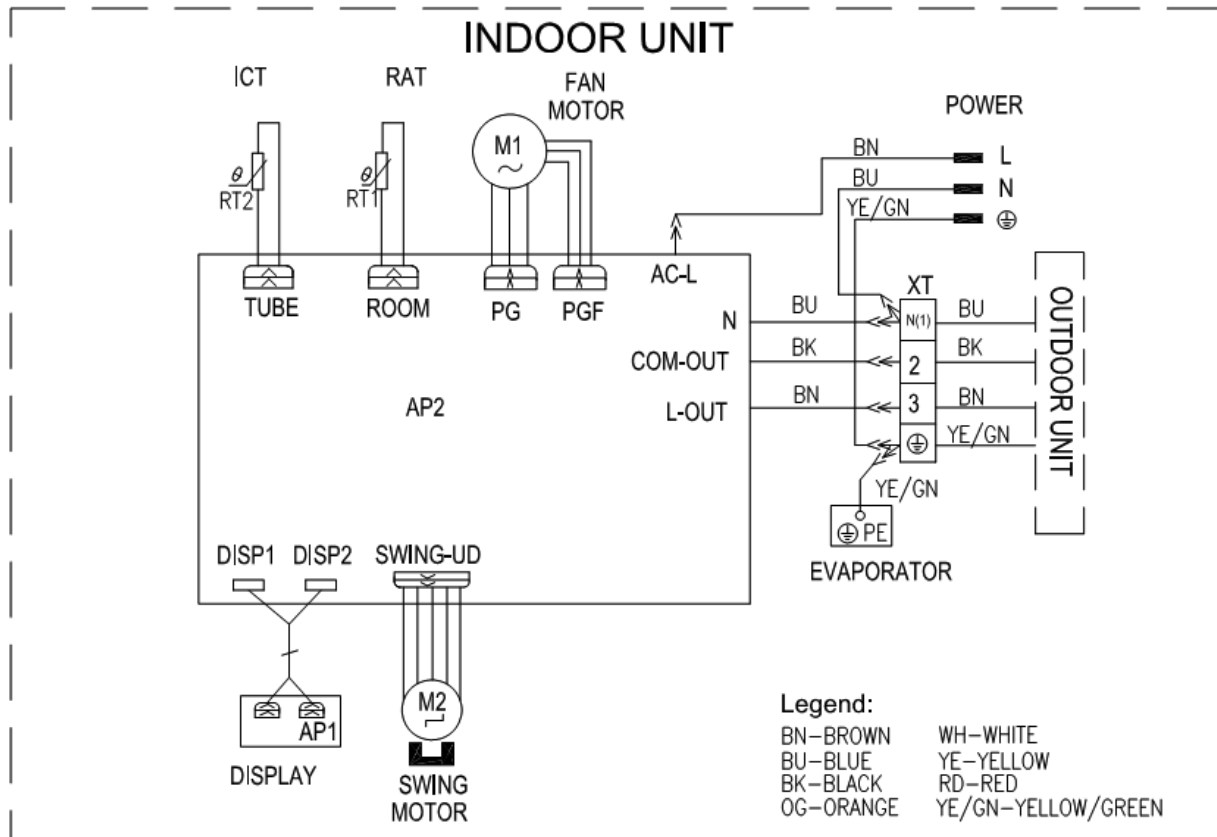 INDOOR UNIT
ICT
RAT
FAN
MOTOR
POWER
M1
BN
L
BU
N
θ
RT2
θ
RT1
YE/GN
AC-L
XT
TUBE
ROOM
PG
PGF
N
BU
N(1)
BU
COM-OUT
BK
2
BK
AP2
L-OUT
BN
3
BN
YE/GN
OUTDOOR UNIT
YE/GN
PE
EVAPORATOR
DISP1
DISP2
SWING-UD
M2
AP1
DISPLAY
SWING
MOTOR
Legend:
BN-BROWN WH-WHITE
BU-BLUE YE-YELLOW
BK-BLACK RD-RED
OG-ORANGE YE/GN-YELLOW/GREEN